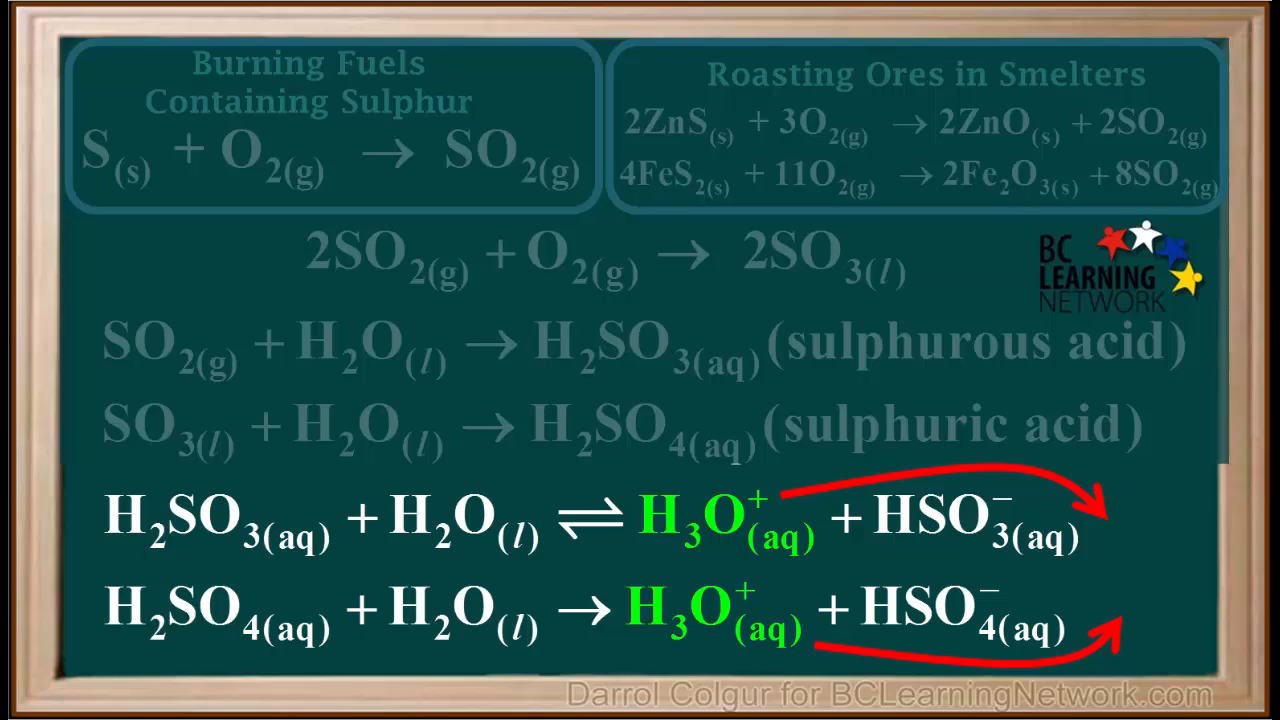 Burning Fuels
Containing Sulphur
S(s) + O2(g) → SO2(g)
Roasting Ores in Smelters
2ZnS(s) + 3O2(g) → 2ZnO(s) + 2SO2(g)
4FeS2(s) + 11O2(g) → 2Fe2O3(s) + 8SO2(g)
2SO2(g) + O2(g) → 2SO3(l)
BC
LEARNING
NETWORK
SO2(g) + H2O(l) → H2SO3(aq) (sulphurous acid)
SO3(l) + H2O(l) → H2SO4(aq) (sulphuric acid)
H2SO3(aq) + H2O(l) ⇌ H3O+(aq) + HSO3−(aq)
H2SO4(aq) + H2O(l) → H3O+(aq) + HSO4−(aq)
Darrol Colgur for BCLearningNetwork.com